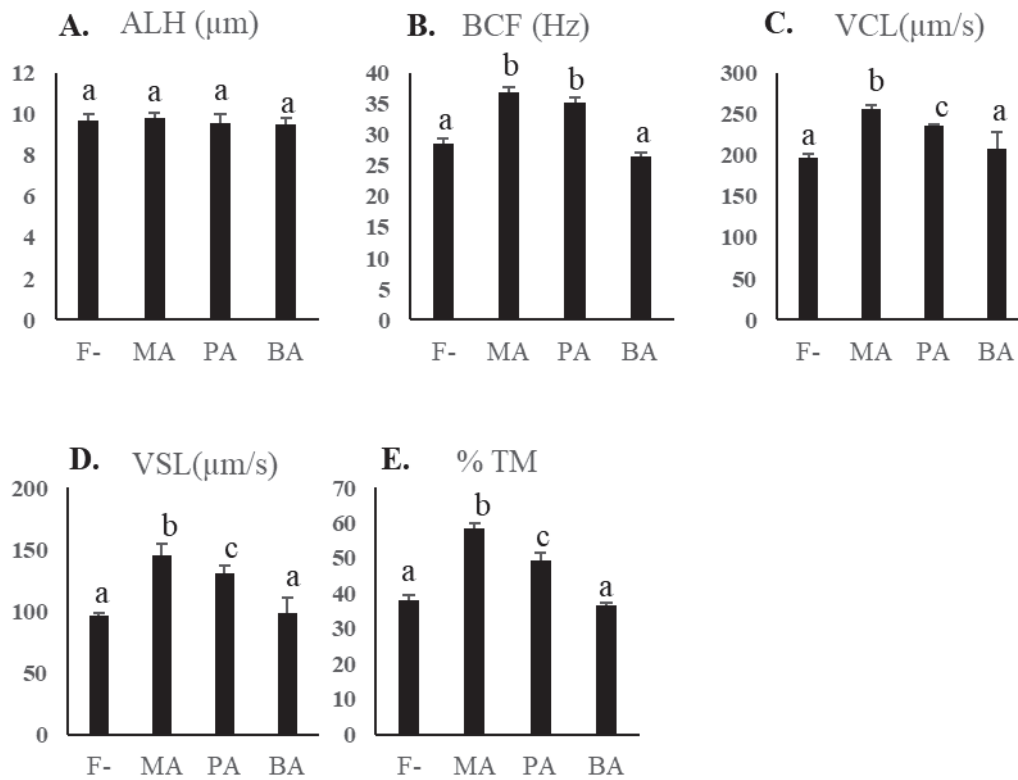 A. ALH (µm)
12
10
8
6
4
2
0
a
a
a
a
F-
MA
PA
BA
B. BCF (Hz)
40
35
30
25
20
15
10
5
0
a
b
b
a
F-
MA
PA
BA
C. VCL(µm/s)
300
250
200
150
100
50
0
a
b
c
a
F-
MA
PA
BA
D. VSL(µm/s)
200
150
100
50
0
a
b
c
a
F-
MA
PA
BA
E. % TM
70
60
50
40
30
20
10
0
a
b
c
a
F-
MA
PA
BA